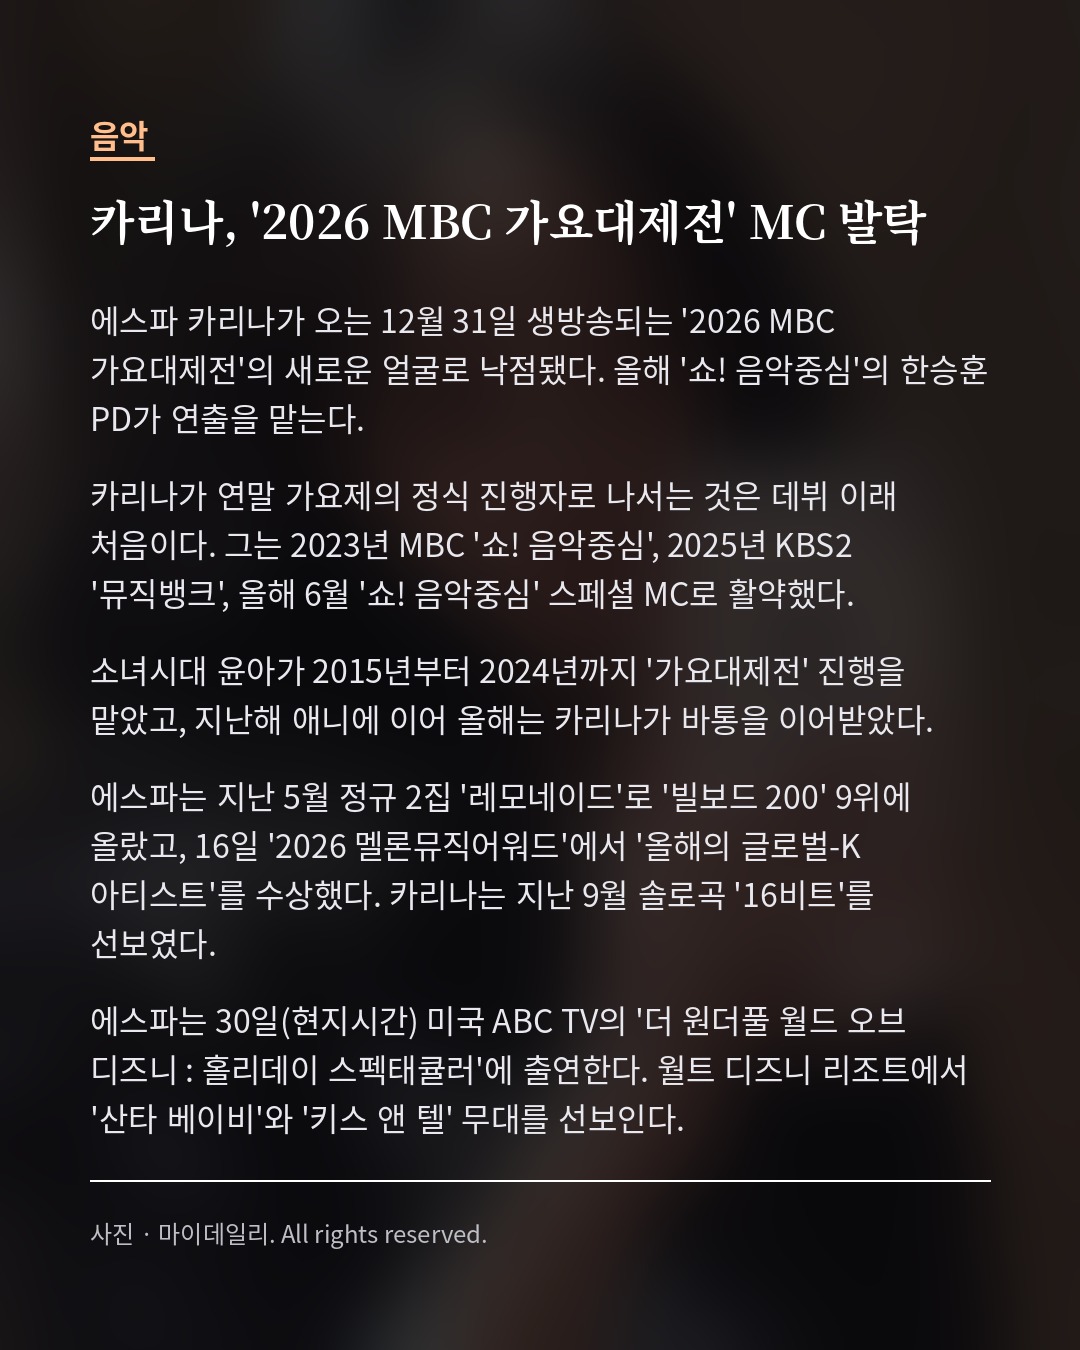 음악
카리나, '2026 MBC 가요대제전' MC 발탁
에스파 카리나가 오는 12월 31일 생방송되는 '2026 MBC
가요대제전'의 새로운 얼굴로 낙점됐다. 올해 '쇼! 음악중심'의 한승훈
PD가 연출을 맡는다.
카리나가 연말 가요제의 정식 진행자로 나서는 것은 데뷔 이래
처음이다. 그는 2023년 MBC '쇼! 음악중심', 2025년 KBS2
'뮤직뱅크', 올해 6월 '쇼! 음악중심' 스페셜 MC로 활약했다.
소녀시대 윤아가 2015년부터 2024년까지 '가요대제전' 진행을
맡았고, 지난해 애니에 이어 올해는 카리나가 바통을 이어받았다.
에스파는 지난 5월 정규 2집 '레모네이드'로 '빌보드 200' 9위에
올랐고, 16일 '2026 멜론뮤직어워드'에서 '올해의 글로벌-K
아티스트'를 수상했다. 카리나는 지난 9월 솔로곡 '16비트'를
선보였다.
에스파는 30일(현지시간) 미국 ABC TV의 '더 원더풀 월드 오브
디즈니 : 홀리데이 스펙태큘러'에 출연한다. 월트 디즈니 리조트에서
'산타 베이비'와 '키스 앤 텔' 무대를 선보인다.
사진 · 마이데일리. All rights reserved.